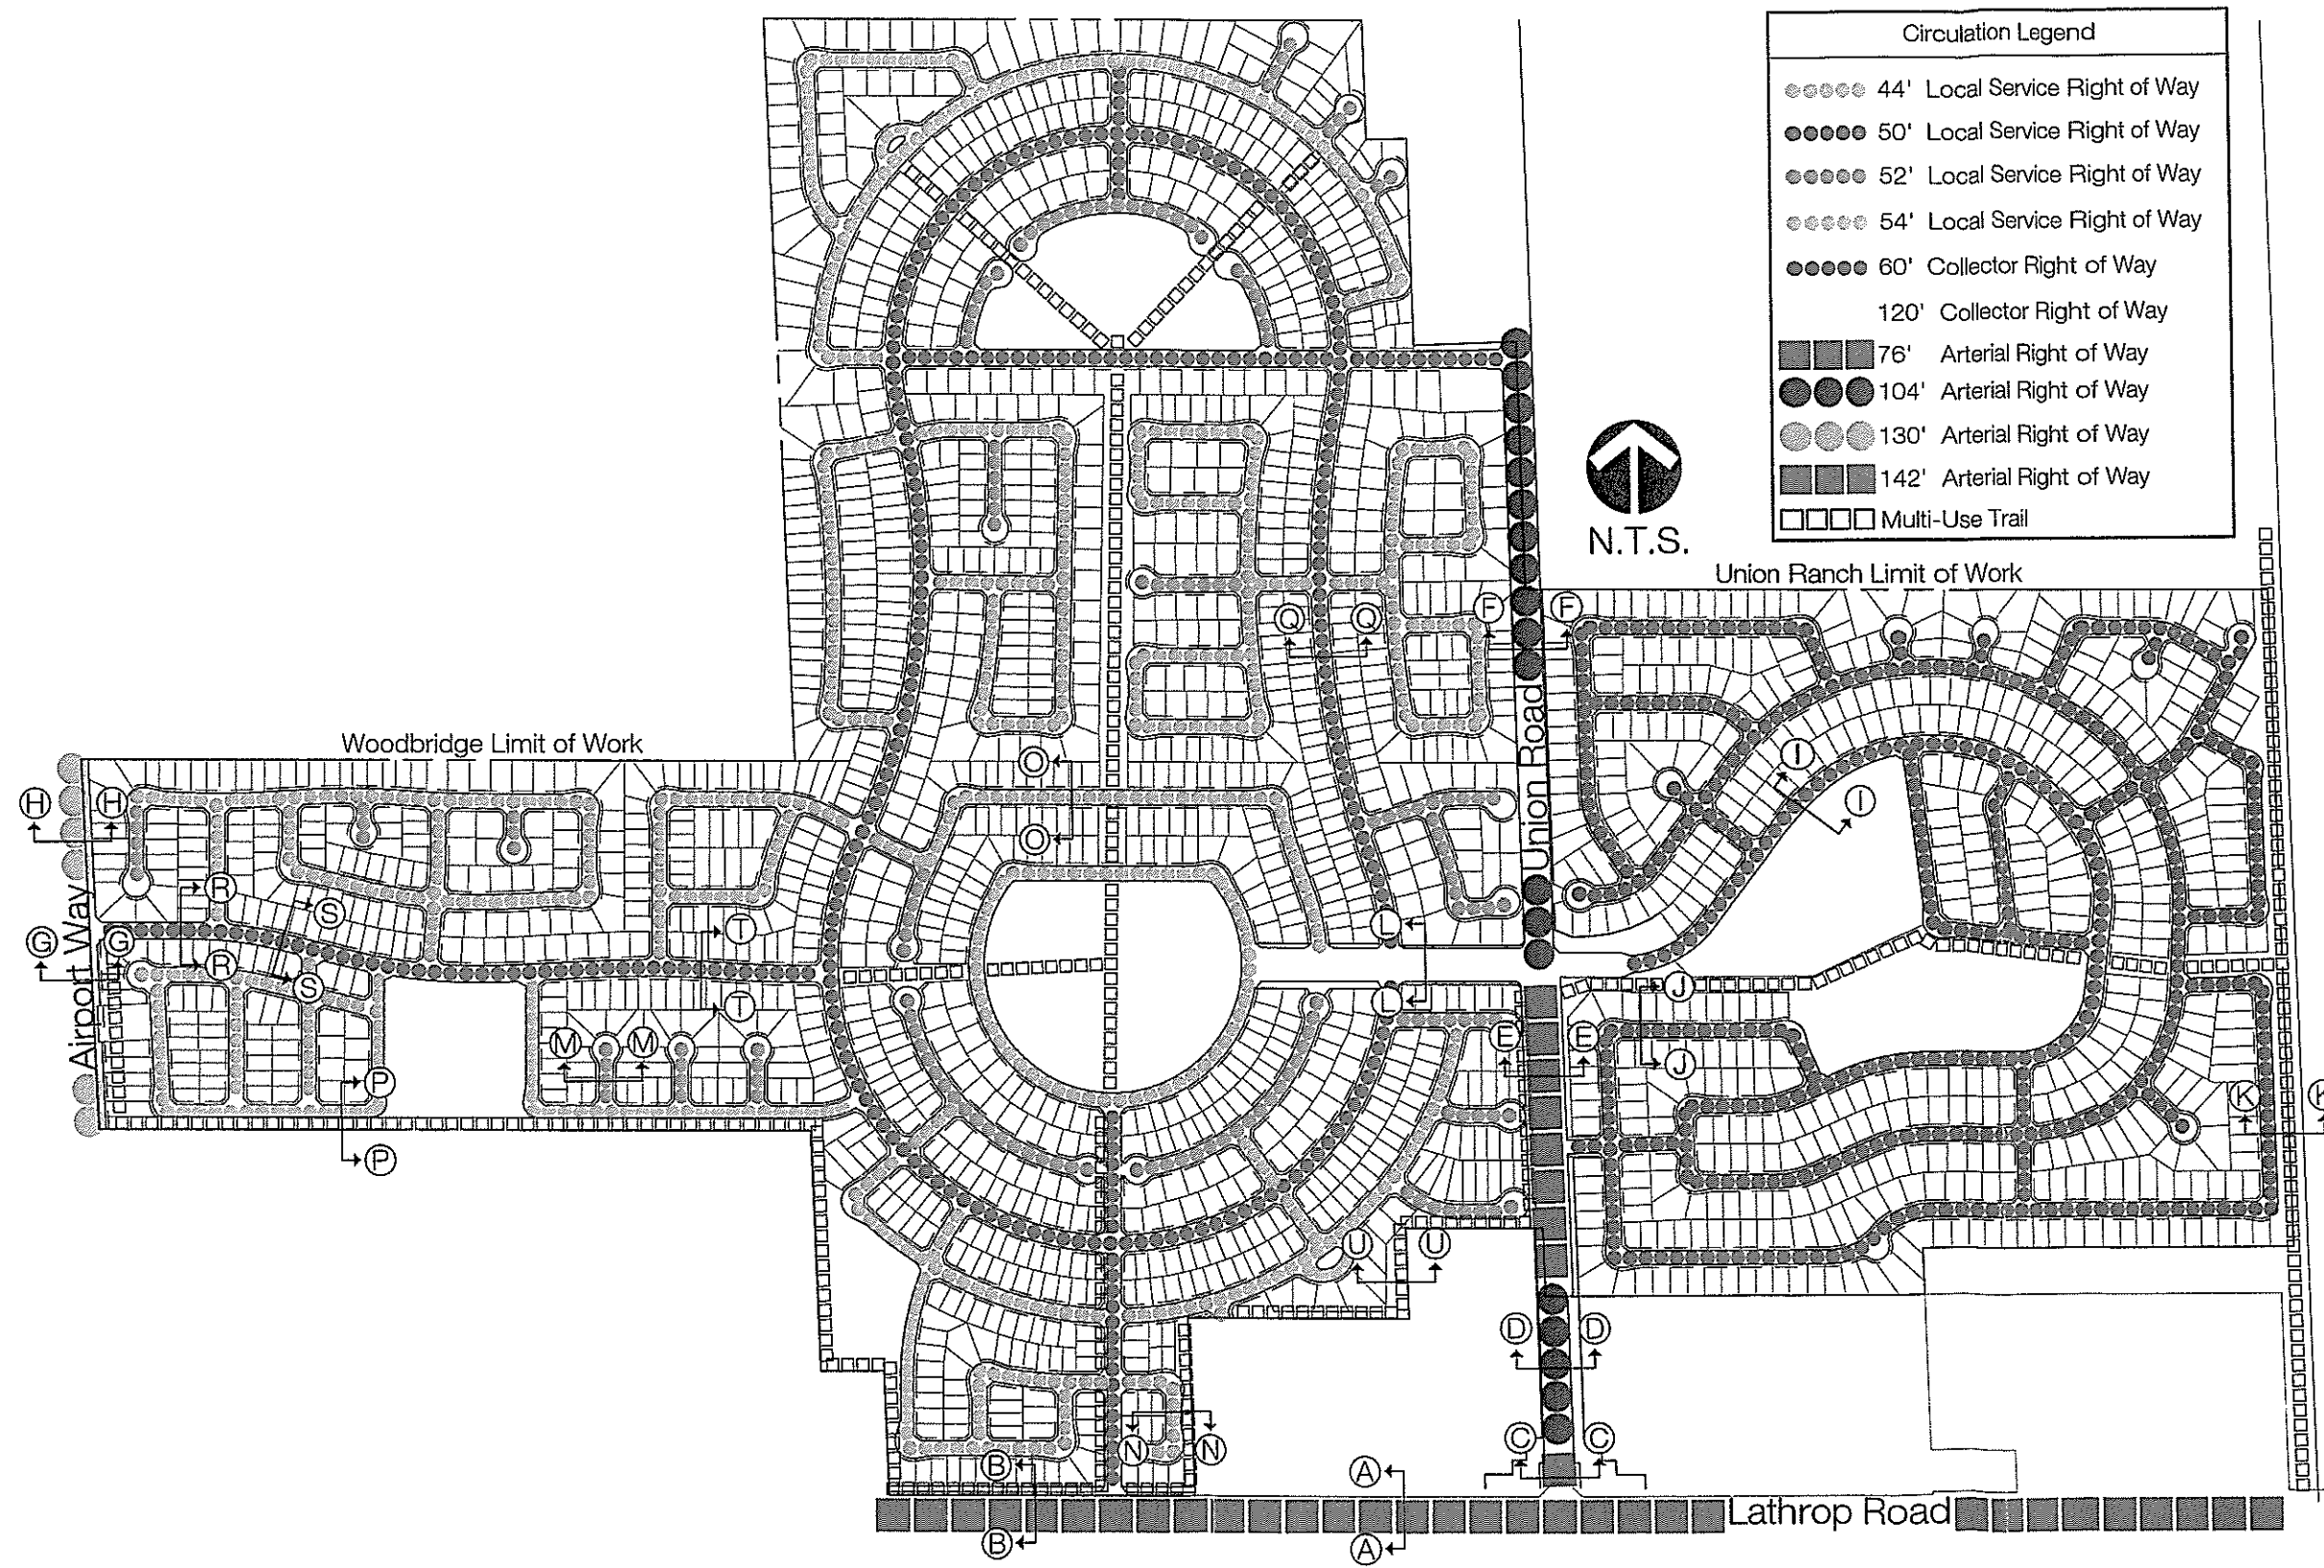 Circulation Legend
44' Local Service Right of Way
50' Local Service Right of Way
52' Local Service Right of Way
54' Local Service Right of Way
60' Collector Right of Way
120' Collector Right of Way
76' Arterial Right of Way
104' Arterial Right of Way
130' Arterial Right of Way
142' Arterial Right of Way
Multi-Use Trail
N.T.S.
Union Ranch Limit of Work
Q Q F F
Union Road
Woodbridge Limit of Work
O
I
H H
I
O
R
S
L
T
G G
Airport Way
R
S
J
L
T
M M
E E
J
P
K K
P
U U
D D
N N
C C
B
A
Lathrop Road
B
A